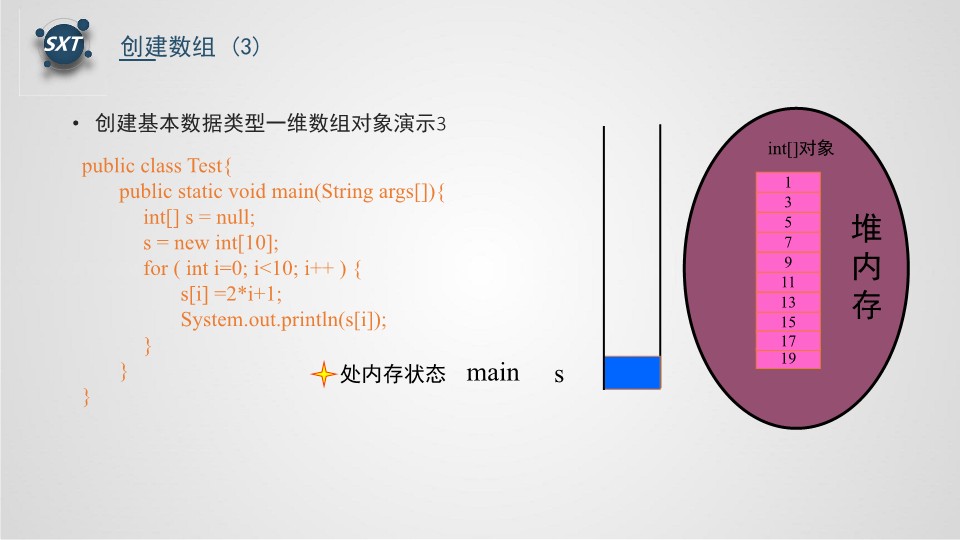 SXT
创建数组（3）
• 创建基本数据类型一维数组对象演示3
public class Test{
public static void main(String args[]){
int[] s = null;
s = new int[10];
for ( int i=0; i<10; i++ ) {
s[i] =2*i+1;
System.out.println(s[i]);
}
}
}
处内存状态 main s
int[]对象
1
3
5
7
9
11
13
15
17
19
堆
内
存